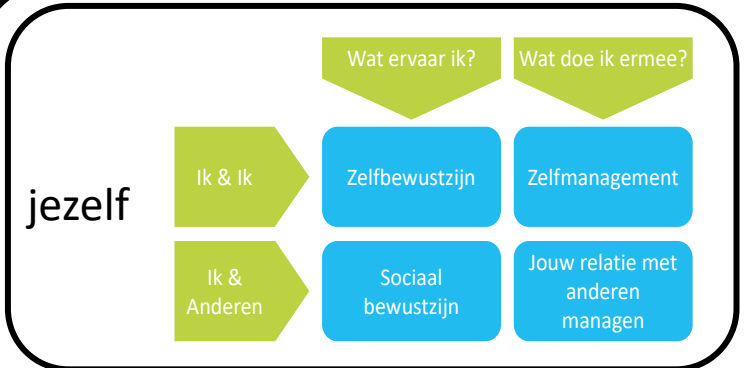 Wat ervaar ik?
Wat doe ik ermee?
jezelf
Ik & Ik
Zelfbewustzijn
Zelfmanagement
Ik &
Anderen
Sociaal
bewustzijn
Jouw relatie met
anderen
managen